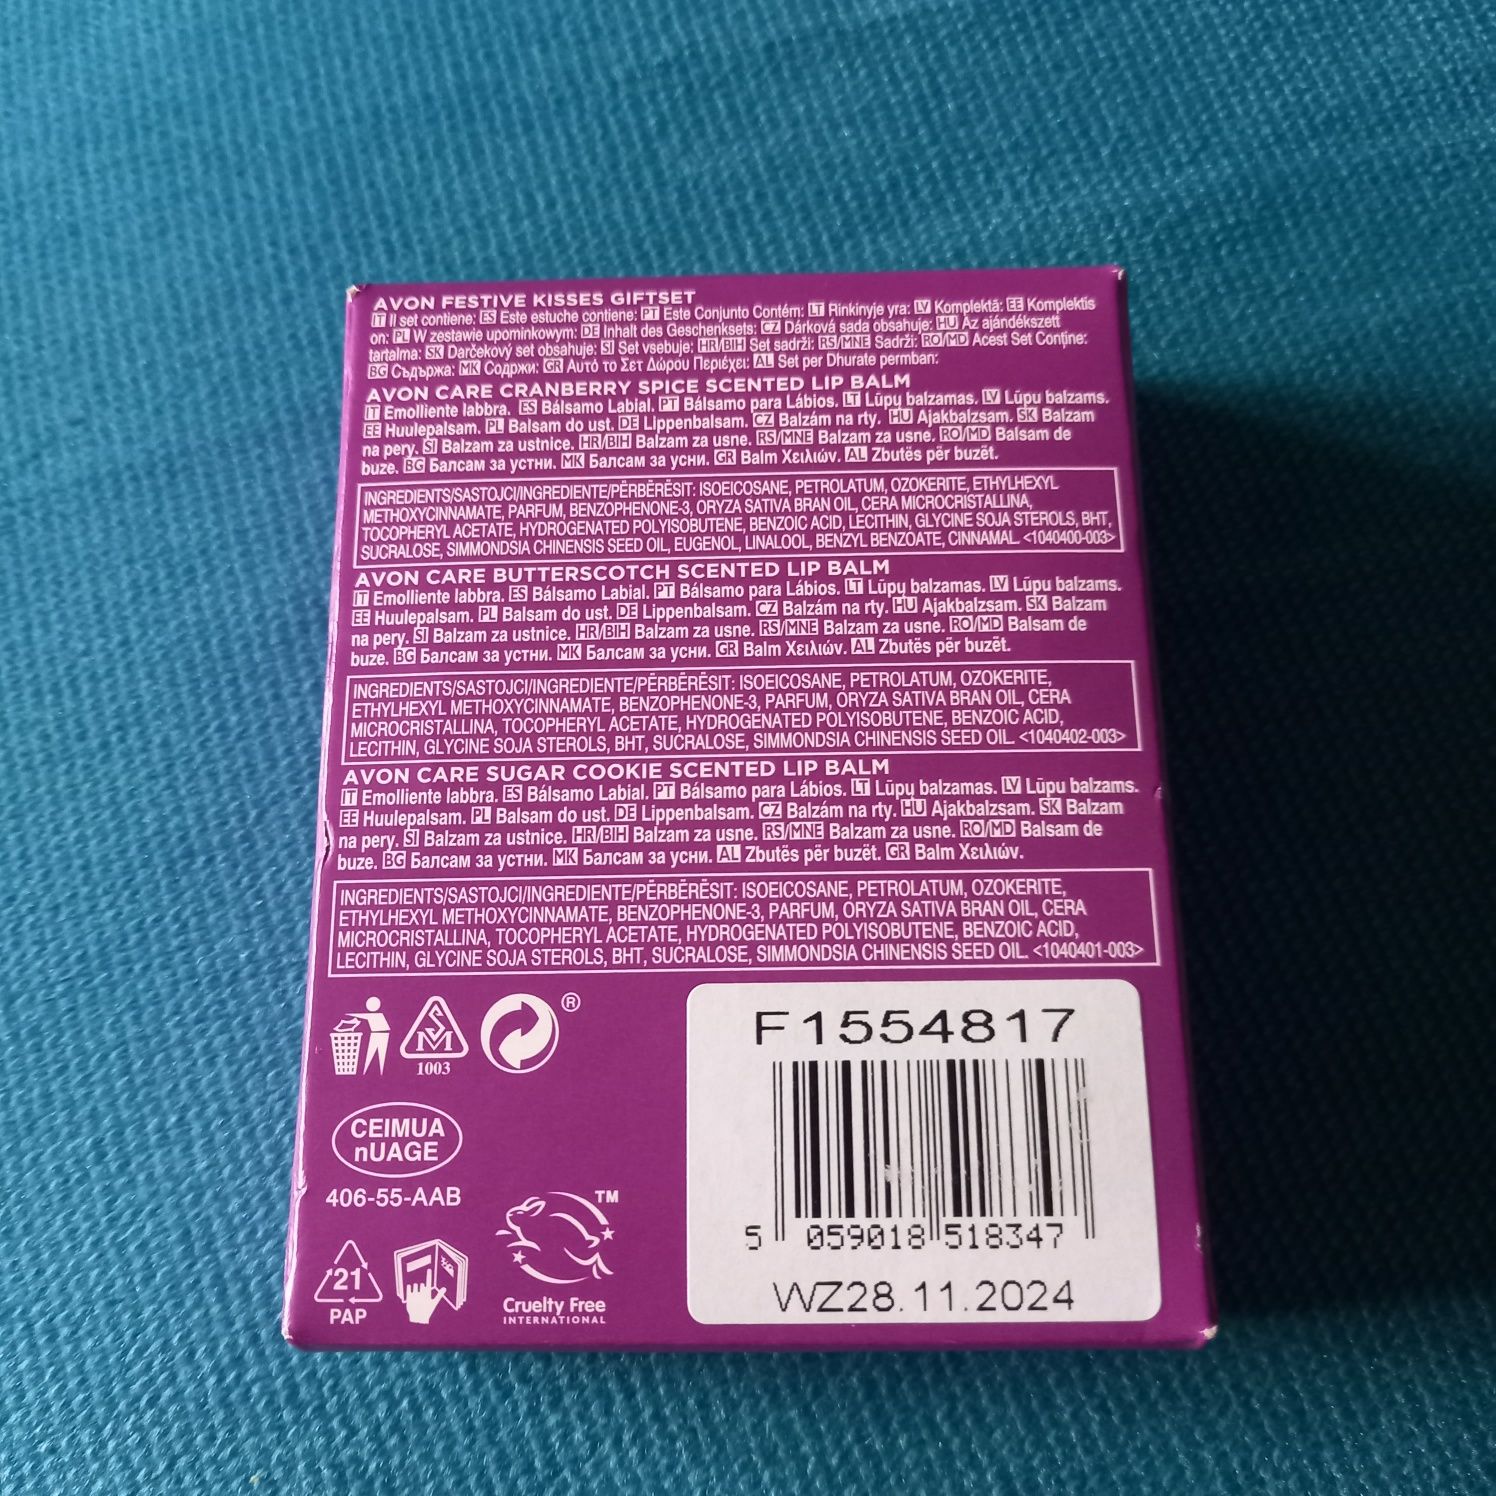 AVON FESTIVE KISSES GIFTSET
IT Il set contiene: ES Este estuche contiene: PT Este Conjunto Contém: LT Rinkinyje yra: LV Komplektā: EE Komplektis
on: PL W zestawie upominkowym: DE Inhalt des Geschenksets: CZ Dárková sada obsahuje: HU Az ajándékszett
tartalma: SK Darčekový set obsahuje: SI Set vsebuje: HR/BIH Set sadrži: RS/MNE Sadrži: RO/MD Acest Set Conține:
BG Съдържа: MK Содржи: GR Αυτό το Σετ Δώρου Περιέχει: AL Set per Dhurate permban:
AVON CARE CRANBERRY SPICE SCENTED LIP BALM
IT Emolliente labbra. ES Bálsamo Labial. PT Bálsamo para Lábios. LT Lūpų balzamas. LV Lūpu balzams.
EE Huulepalsam. PL Balsam do ust. DE Lippenbalsam. CZ Balzám na rty. HU Ajakbalzsam. SK Balzam
na pery. SI Balzam za ustnice. HR/BIH Balzam za usne. RS/MNE Balzam za usne. RO/MD Balsam de
buze. BG Балсам за устни. MK Балсам за усни. GR Balm Χειλιών. AL Zbutës për buzët.
INGREDIENTS/SASTOJCI/INGREDIENTE/PËRBËRËSIT: ISOEICOSANE, PETROLATUM, OZOKERITE, ETHYLHEXYL
METHOXYCINNAMATE, PARFUM, BENZOPHENONE-3, ORYZA SATIVA BRAN OIL, CERA MICROCRISTALLINA,
TOCOPHERYL ACETATE, HYDROGENATED POLYISOBUTENE, BENZOIC ACID, LECITHIN, GLYCINE SOJA STEROLS, BHT,
SUCRALOSE, SIMMONDSIA CHINENSIS SEED OIL, EUGENOL, LINALOOL, BENZYL BENZOATE, CINNAMAL. <1040400-003>
AVON CARE BUTTERSCOTCH SCENTED LIP BALM
IT Emolliente labbra. ES Bálsamo Labial. PT Bálsamo para Lábios. LT Lūpų balzamas. LV Lūpu balzams.
EE Huulepalsam. PL Balsam do ust. DE Lippenbalsam. CZ Balzám na rty. HU Ajakbalzsam. SK Balzam
na pery. SI Balzam za ustnice. HR/BIH Balzam za usne. RS/MNE Balzam za usne. RO/MD Balsam de
buze. BG Балсам за устни. MK Балсам за усни. GR Balm Χειλιών. AL Zbutës për buzët.
INGREDIENTS/SASTOJCI/INGREDIENTE/PËRBËRËSIT: ISOEICOSANE, PETROLATUM, OZOKERITE,
ETHYLHEXYL METHOXYCINNAMATE, BENZOPHENONE-3, PARFUM, ORYZA SATIVA BRAN OIL, CERA
MICROCRISTALLINA, TOCOPHERYL ACETATE, HYDROGENATED POLYISOBUTENE, BENZOIC ACID,
LECITHIN, GLYCINE SOJA STEROLS, BHT, SUCRALOSE, SIMMONDSIA CHINENSIS SEED OIL. <1040402-003>
AVON CARE SUGAR COOKIE SCENTED LIP BALM
IT Emolliente labbra. ES Bálsamo Labial. PT Bálsamo para Lábios. LT Lūpų balzamas. LV Lūpu balzams.
EE Huulepalsam. PL Balsam do ust. DE Lippenbalsam. CZ Balzám na rty. HU Ajakbalzsam. SK Balzam
na pery. SI Balzam za ustnice. HR/BIH Balzam za usne. RS/MNE Balzam za usne. RO/MD Balsam de
buze. BG Балсам за устни. MK Балсам за усни. AL Zbutës për buzët. GR Balm Χειλιών.
INGREDIENTS/SASTOJCI/INGREDIENTE/PËRBËRËSIT: ISOEICOSANE, PETROLATUM, OZOKERITE,
ETHYLHEXYL METHOXYCINNAMATE, BENZOPHENONE-3, PARFUM, ORYZA SATIVA BRAN OIL, CERA
MICROCRISTALLINA, TOCOPHERYL ACETATE, HYDROGENATED POLYISOBUTENE, BENZOIC ACID,
LECITHIN, GLYCINE SOJA STEROLS, BHT, SUCRALOSE, SIMMONDSIA CHINENSIS SEED OIL. <1040401-003>
®
SM
1003
CEIMUA
nUAGE
406-55-AAB
21
PAP
TM
Cruelty Free
INTERNATIONAL
F1554817
5 059018 518347
WZ28.11.2024